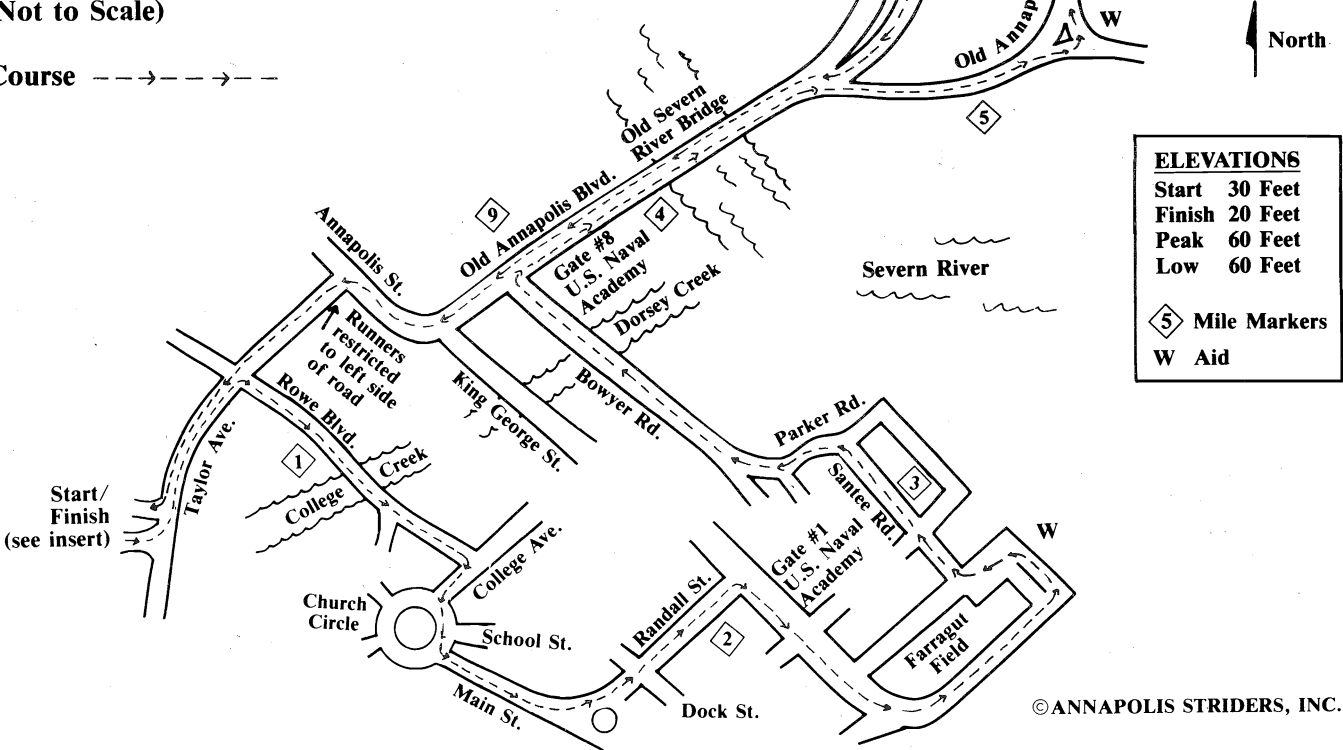 Not to Scale)
Course
North
W
Old Annap
5
Old Severn
River Bridge
ELEVATIONS
Start 30 Feet
Finish 20 Feet
Peak 60 Feet
Low 60 Feet
5 Mile Markers
W Aid
Annapolis St.
9
Old Annapolis Blvd.
4
Gate #8
U.S. Naval
Academy
Dorsey Creek
Severn River
Runners
restricted
to left side
of road
Rowe Blvd.
King George St.
Bowyer Rd.
Parker Rd.
Taylor Ave.
1
College Creek
Santee Rd.
3
Start/
Finish
(see insert)
College Ave.
Gate #1
U.S. Naval
Academy
W
Church
Circle
School St.
Randall St.
2
Farragut
Field
Main St.
Dock St.
©ANNAPOLIS STRIDERS, INC.